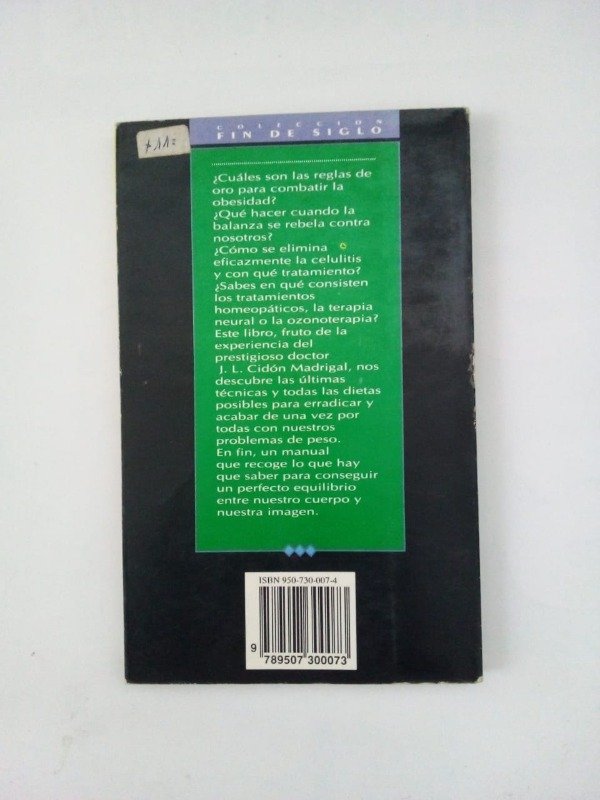 COLECCION
FIN DE SIGLO
¿Cuáles son las reglas de
oro para combatir la
obesidad?
¿Qué hacer cuando la
balanza se rebela contra
nosotros?
¿Cómo se elimina
eficazmente la celulitis
y con qué tratamiento?
¿Sabes en qué consisten
los tratamientos
homeopáticos, la terapia
neural o la ozonoterapia?
Este libro, fruto de la
experiencia del
prestigioso doctor
J. L. Cidón Madrigal, nos
descubre las últimas
técnicas y todas las dietas
posibles para erradicar y
acabar de una vez por
todas con nuestros
problemas de peso.
En fin, un manual
que recoge lo que hay
que saber para conseguir
un perfecto equilibrio
entre nuestro cuerpo y
nuestra imagen.
ISBN 950-730-007-4
9 789507 300073